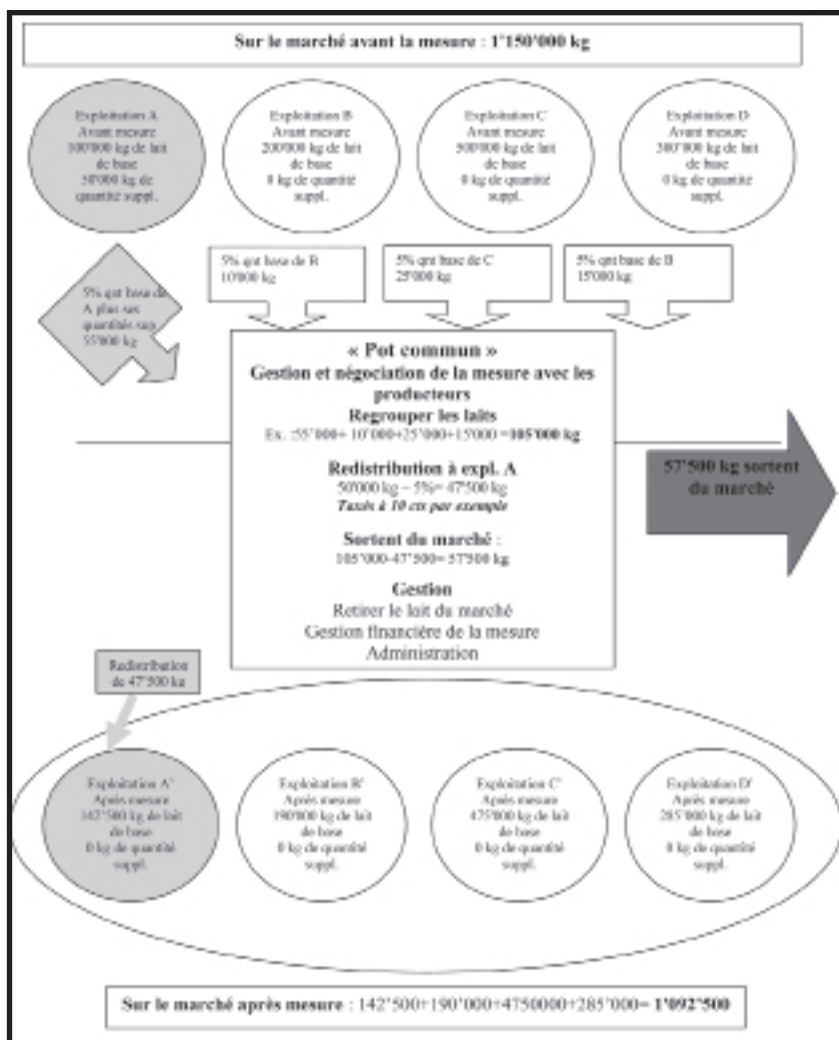 Sur le marché avant la mesure : 1'150'000 kg
Exploitation A
Avant mesure
100'000 kg de lait
de base
50'000 kg de
quantité suppl.
Exploitation B
Avant mesure
200'000 kg de lait
de base
0 kg de quantité
suppl.
Exploitation C
Avant mesure
500'000 kg de lait
de base
0 kg de quantité
suppl.
Exploitation D
Avant mesure
300'000 kg de lait
de base
0 kg de quantité
suppl.
5% qnt base de
A plus ses
quantités sup
55'000 kg
5% qnt base de B
10'000 kg
5% qnt base de C
25'000 kg
5% qnt base de B
15'000 kg
« Pot commun »
Gestion et négociation de la mesure avec les
producteurs
Regrouper les laits
Ex. :55'000+ 10'000+25'000+15'000 =105'000 kg
Redistribution à expl. A
50'000 kg – 5%= 47'500 kg
Taxés à 10 cts par exemple
Sortent du marché :
105'000-47'500= 57'500 kg
Gestion
Retirer le lait du marché
Gestion financière de la mesure
Administration
57'500 kg sortent
du marché
Redistribution
de 47'500 kg
Exploitation A'
Après mesure
142'500 kg de lait
de base
0 kg de quantité
suppl.
Exploitation B'
Après mesure
190'000 kg de lait
de base
0 kg de quantité
suppl.
Exploitation C'
Après mesure
475'000 kg de lait
de base
0 kg de quantité
suppl.
Exploitation D'
Après mesure
285'000 kg de lait
de base
0 kg de quantité
suppl.
Sur le marché après mesure : 142'500+190'000+4750000+285'000= 1'092'500